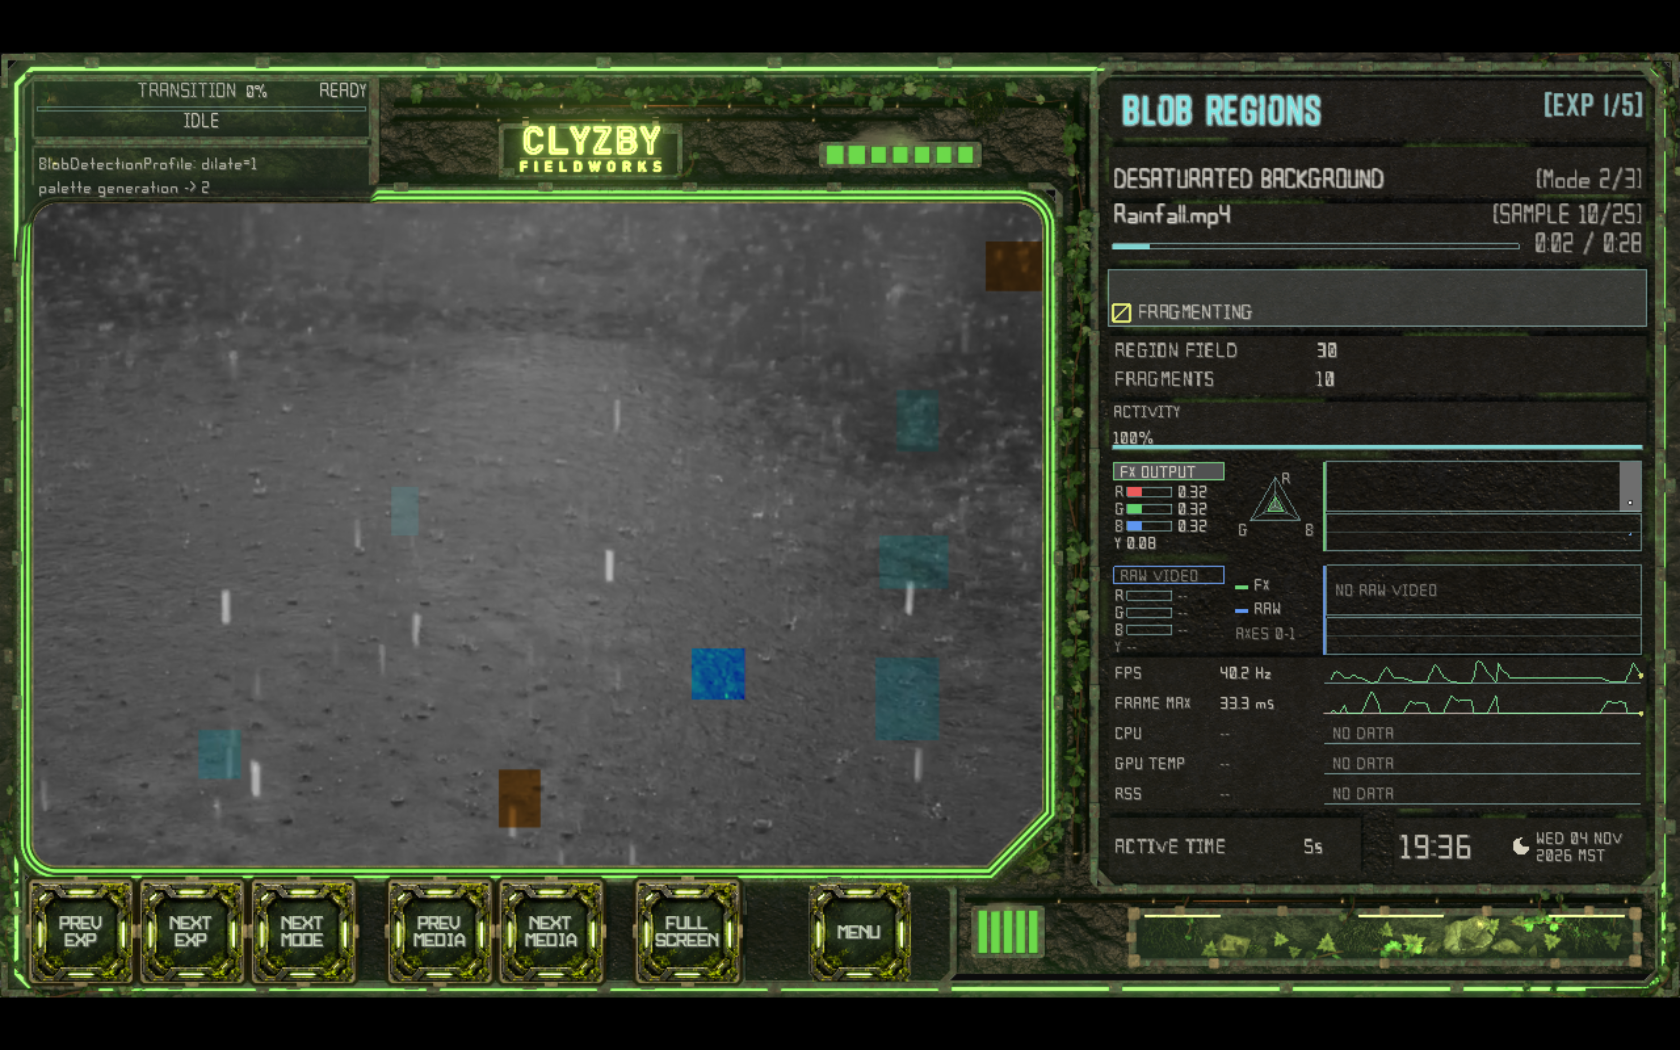 TRANSITION 0% READY
IDLE
BlobDetectionProfile: dilate=1
palette generation -> 2
CLYZBY
FIELDWORKS
BLOB REGIONS [EXP 1/5]
DESATURATED BACKGROUND (Mode 2/3)
Rainfall.mp4 (SAMPLE 10/25)
0:02 / 0:28
FRAGMENTING
REGION FIELD 30
FRAGMENTS 10
ACTIVITY
100%
FX OUTPUT
R 0.32
G 0.32
B 0.32
Y 0.08
R
G B
RAW VIDEO
R --
G --
B --
Y --
FX
RAW
AXES 0-1
NO RAW VIDEO
FPS 40.2 Hz
FRAME MAX 33.3 mS
CPU -- NO DATA
GPU TEMP -- NO DATA
RSS -- NO DATA
ACTIVE TIME 5s
19:36
WED 04 NOV
2026 MST
PREV
EXP
NEXT
EXP
NEXT
MODE
PREV
MEDIA
NEXT
MEDIA
FULL
SCREEN
MENU